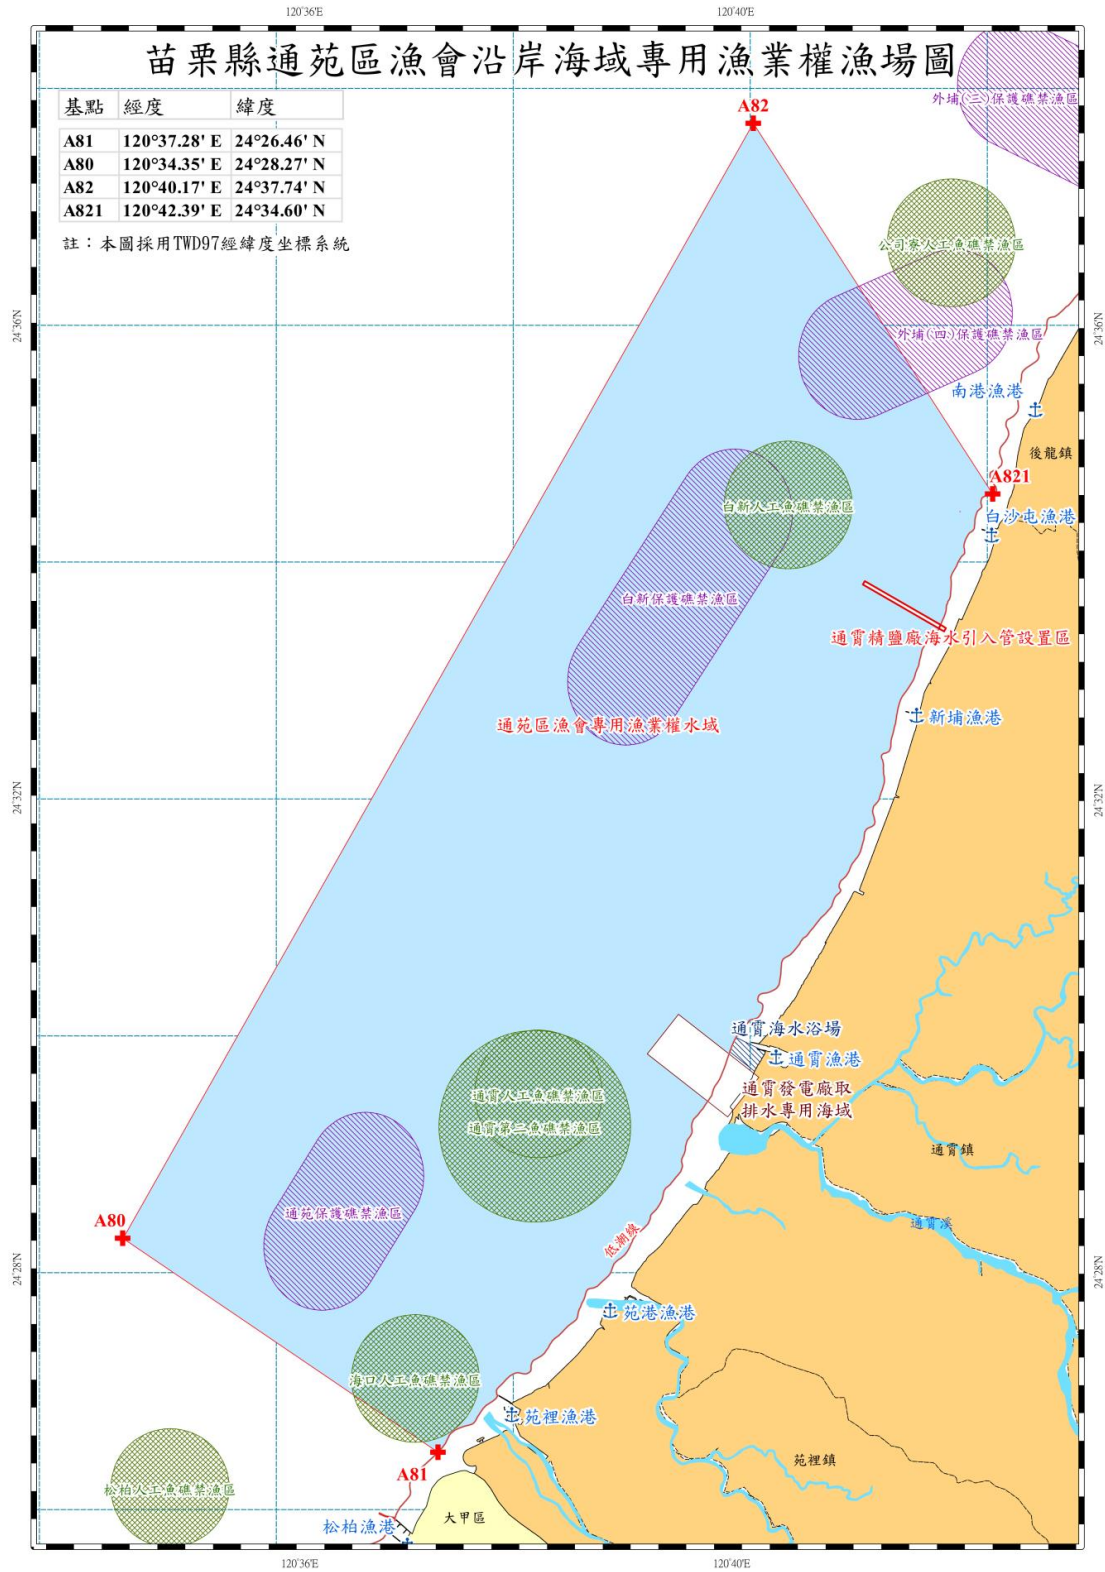 120°36'E
120°40'E
苗栗縣通苑區漁會沿岸海域專用漁業權漁場圖
基點 經度 緯度
A81 120°37.28' E 24°26.46' N
A80 120°34.35' E 24°28.27' N
A82 120°40.17' E 24°37.74' N
A821 120°42.39' E 24°34.60' N
註：本圖採用TWD97經緯度坐標系統
A82
外埔(三)保護礁禁漁區
公司寮人工魚礁禁漁區
24°36'N
24°36'N
外埔(四)保護礁禁漁區
南港漁港
後龍鎮
A821
白沙屯漁港
白新人工魚礁禁漁區
白新保護礁禁漁區
通霄精鹽廠海水引入管設置區
新埔漁港
通苑區漁會專用漁業權水域
24°32'N
24°32'N
通霄海水浴場
通霄漁港
通霄發電廠取
排水專用海域
通霄人工魚礁禁漁區
通霄第二魚礁禁漁區
通霄鎮
通霄溪
通苑保護礁禁漁區
A80
低潮線
24°28'N
24°28'N
苑港漁港
海口人工魚礁禁漁區
苑裡漁港
A81
苑裡鎮
松柏人工魚礁禁漁區
松柏漁港
大甲區
120°36'E
120°40'E